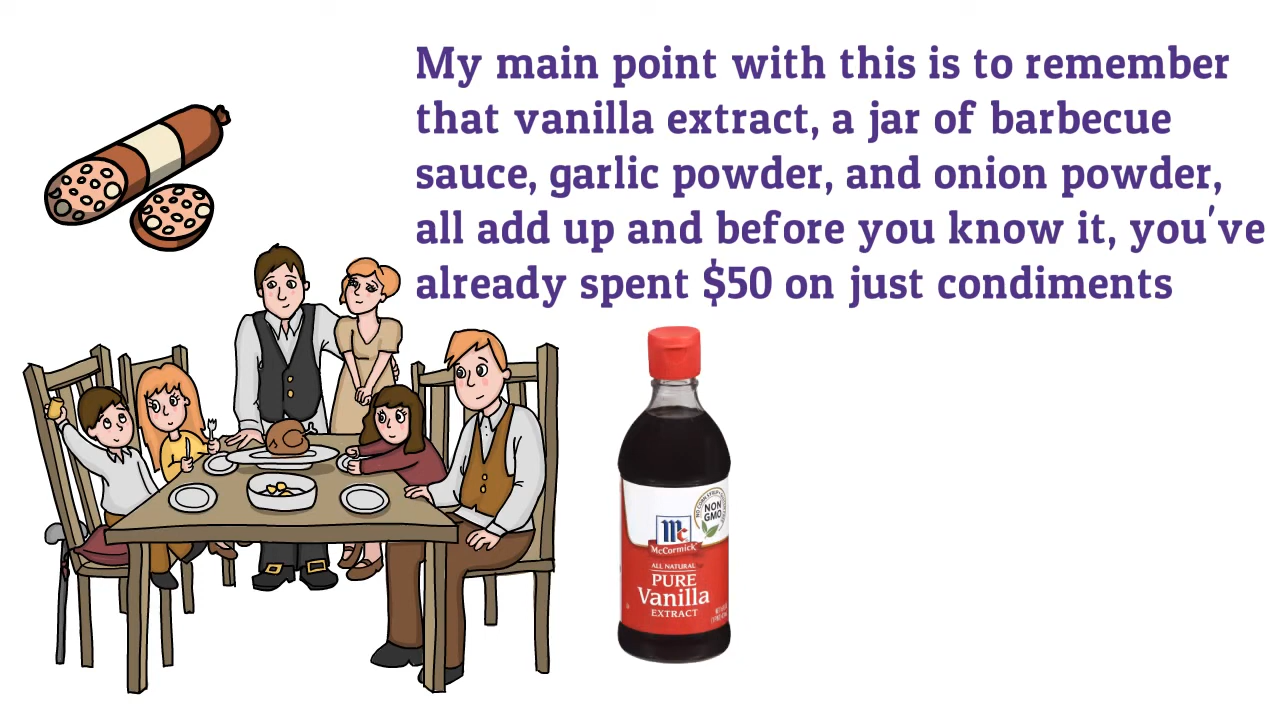 My main point with this is to remember
that vanilla extract, a jar of barbecue
sauce, garlic powder, and onion powder,
all add up and before you know it, you've
already spent $50 on just condiments
NON
GMO
Mc
McCormick
ALL NATURAL
PURE
Vanilla
EXTRACT